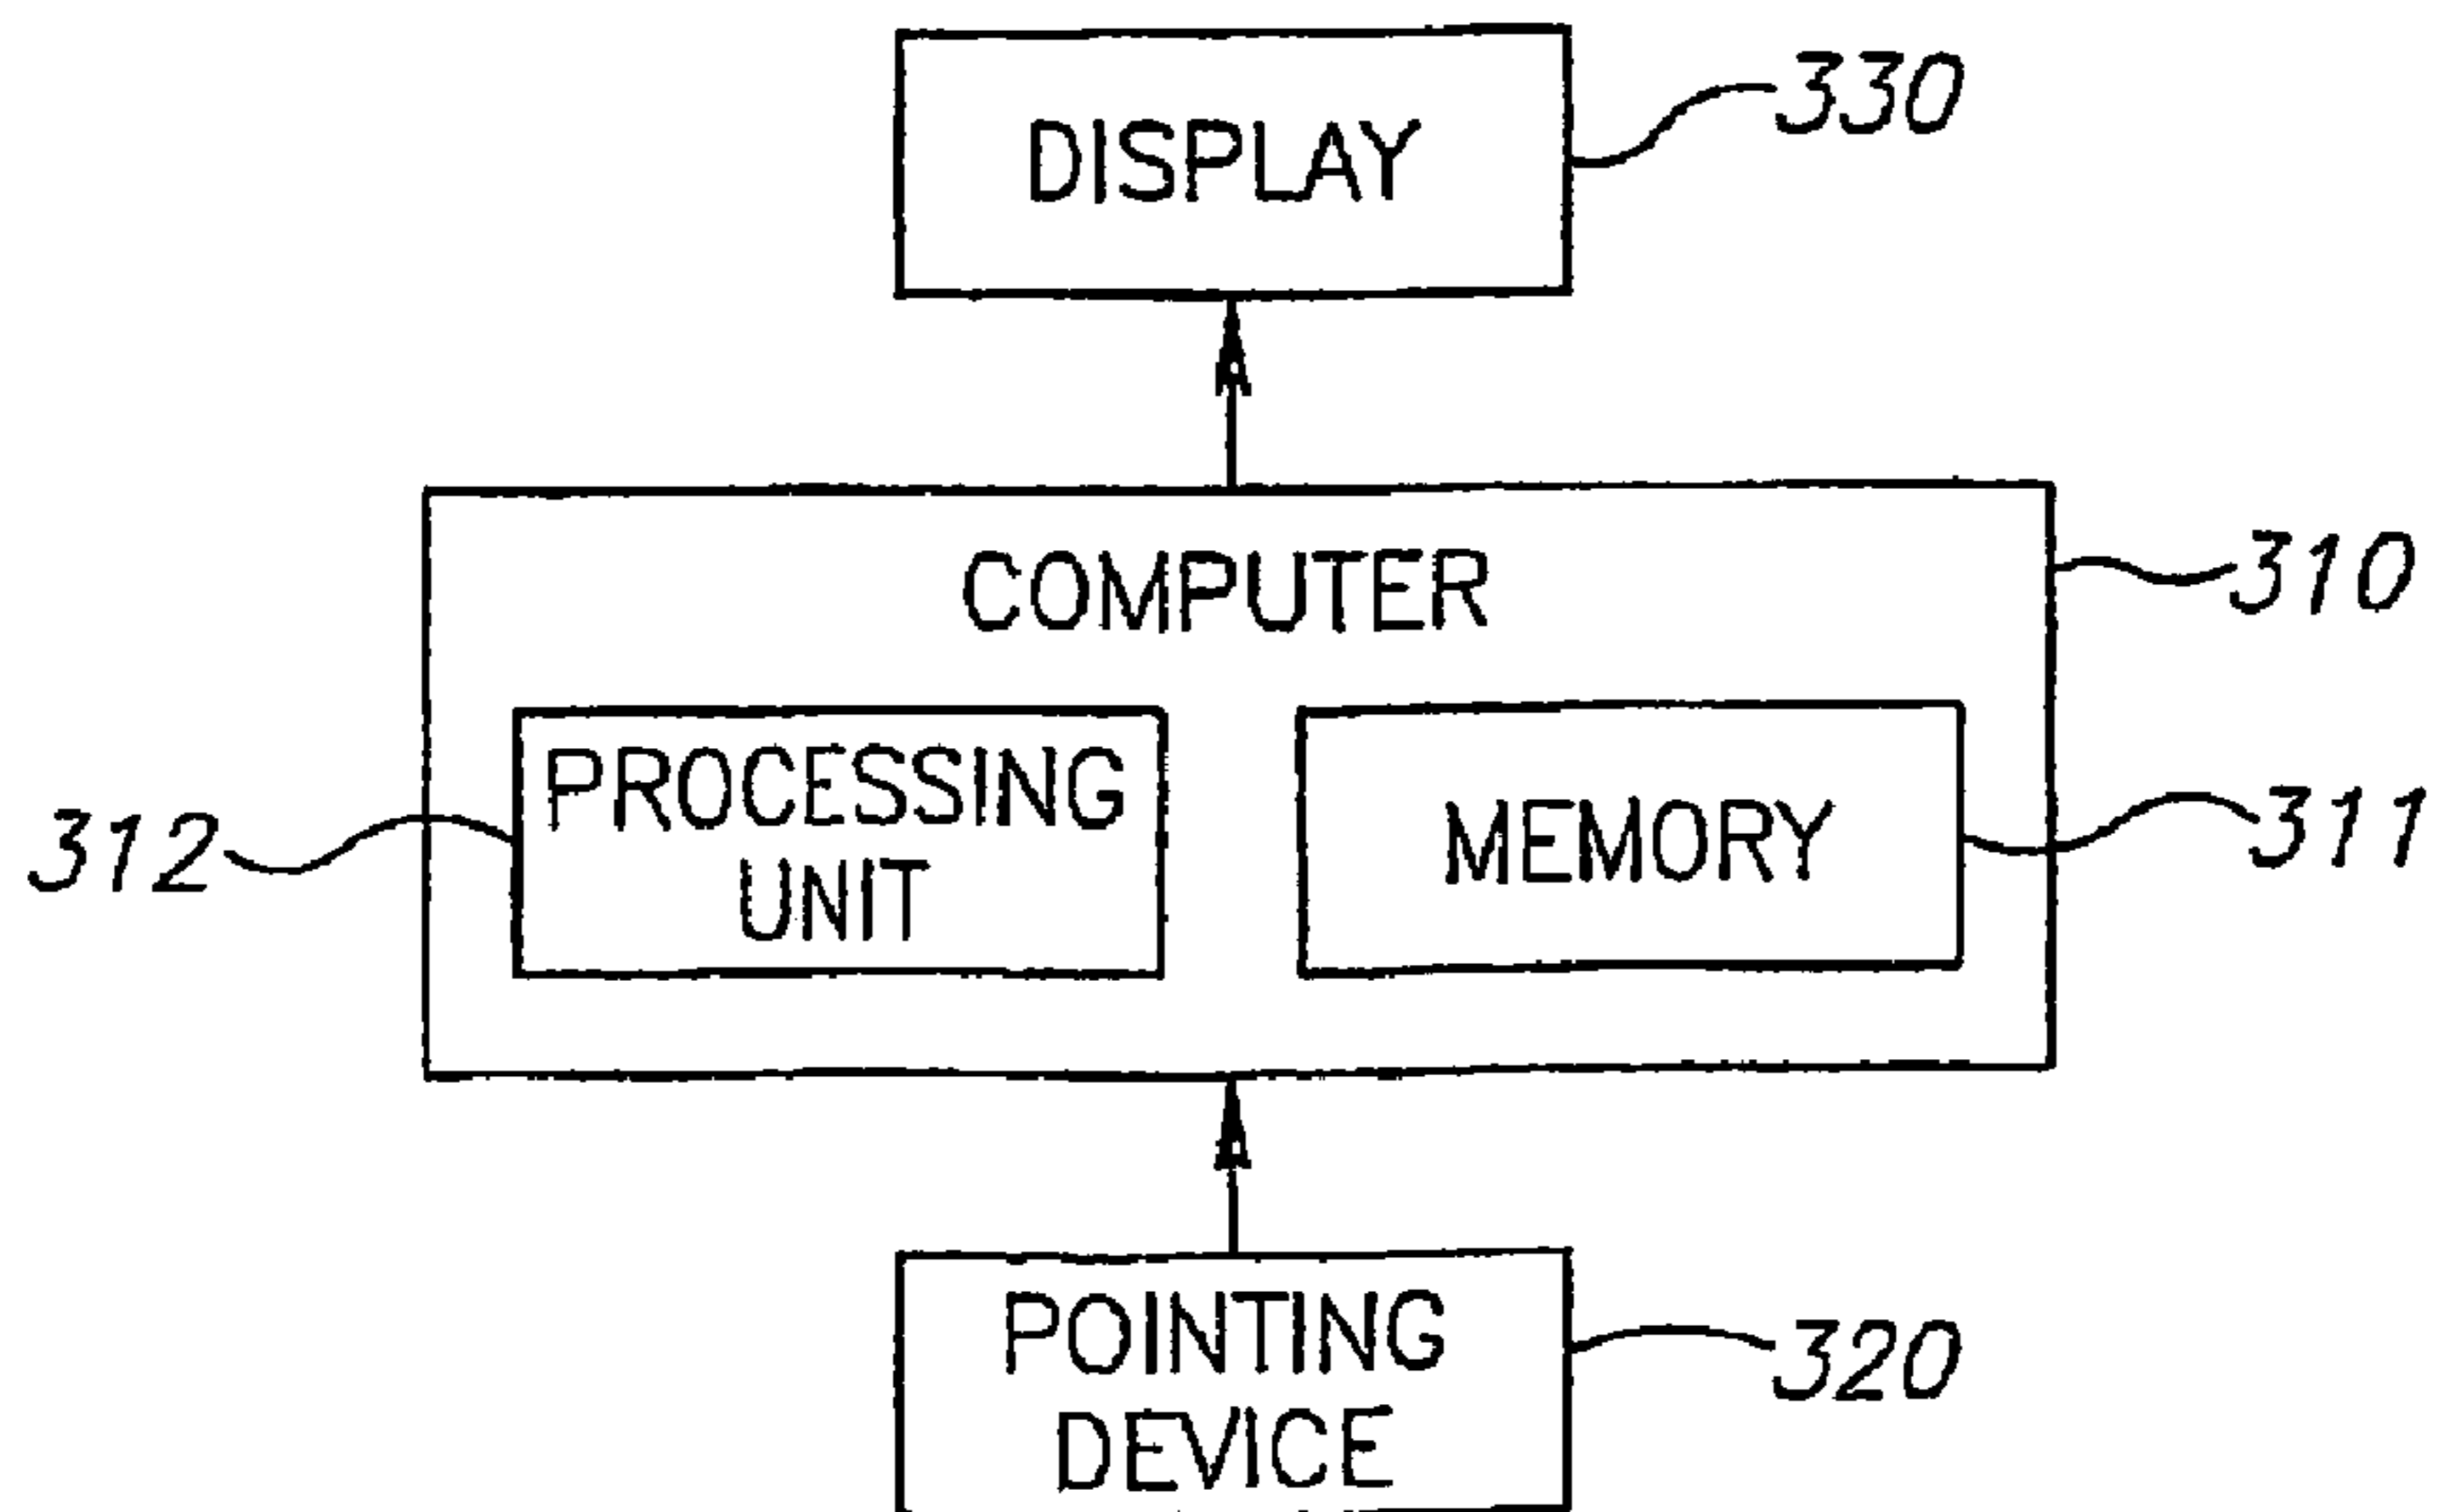 DISPLAY
330
COMPUTER
310
PROCESSING
UNIT
312
MEMORY
311
POINTING
DEVICE
320